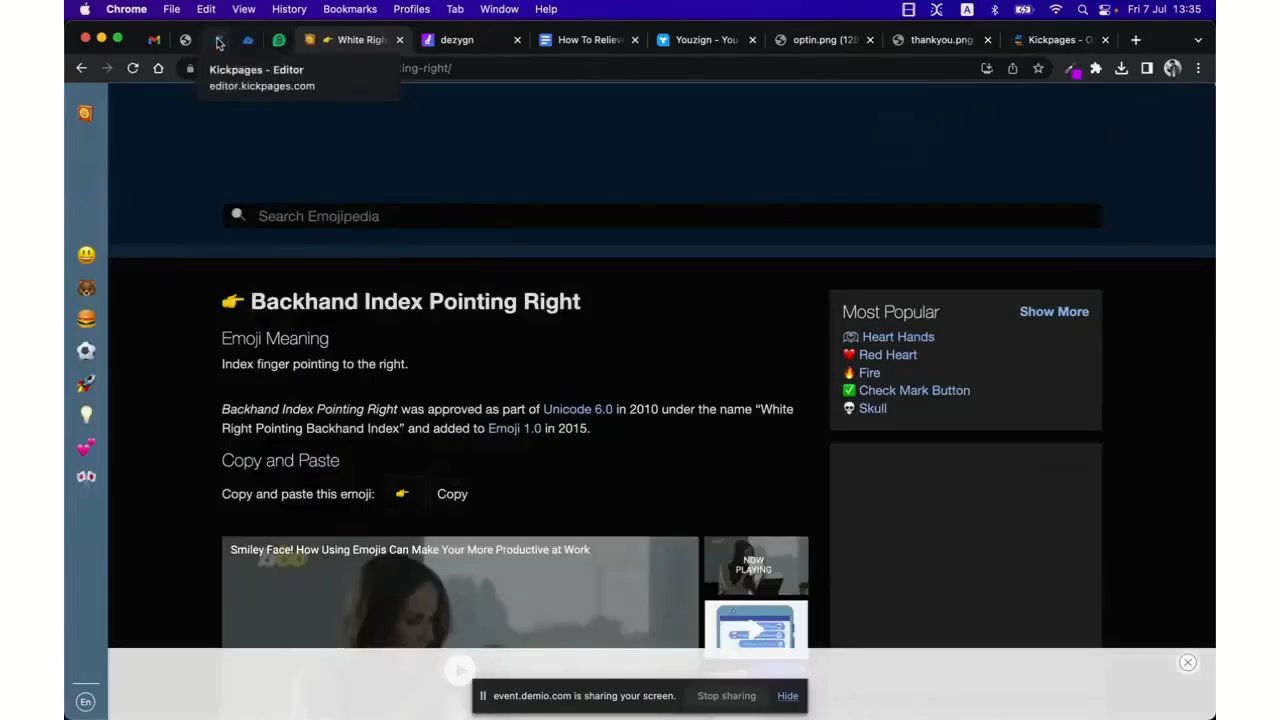 Chrome File Edit View History Bookmarks Profiles Tab Window Help A Fri 7 Jul 13:35
White Righ dezygn How To Relieve Youzign - You optin.png (128 thankyou.png Kickpages - O
ing-right/
Kickpages - Editor
editor.kickpages.com
Search Emojipedia
👉 Backhand Index Pointing Right
Emoji Meaning
Index finger pointing to the right.
Backhand Index Pointing Right was approved as part of Unicode 6.0 in 2010 under the name “White
Right Pointing Backhand Index” and added to Emoji 1.0 in 2015.
Copy and Paste
Copy and paste this emoji: 👉 Copy
Smiley Face! How Using Emojis Can Make Your More Productive at Work
NOW
PLAYING
Most Popular Show More
Heart Hands
Red Heart
Fire
Check Mark Button
Skull
event.demio.com is sharing your screen. Stop sharing Hide
En